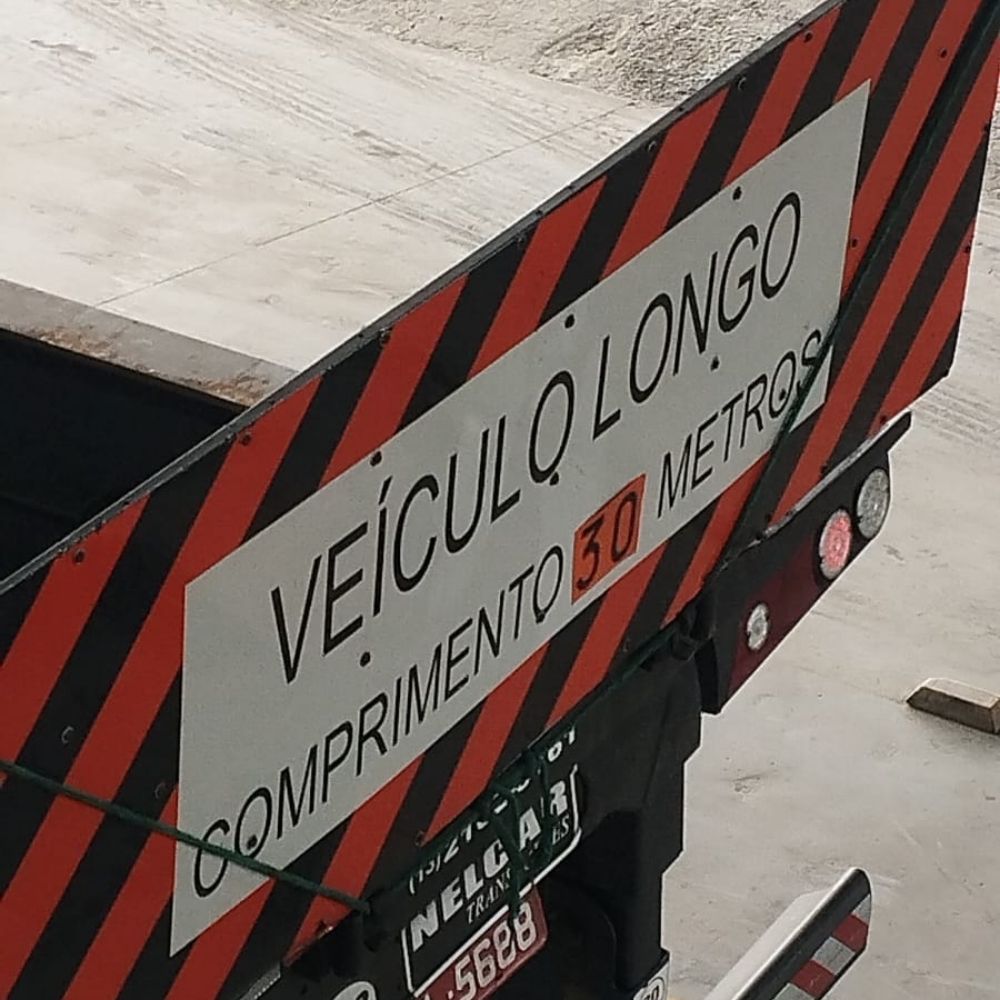 VEÍCULO LONGO
COMPRIMENTO 30 METROS
NELCAR
5688